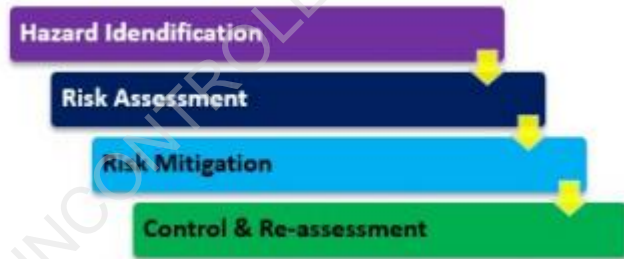 Hazard Idendification
Risk Assessment
Risk Mitigation
Control & Re-assessment